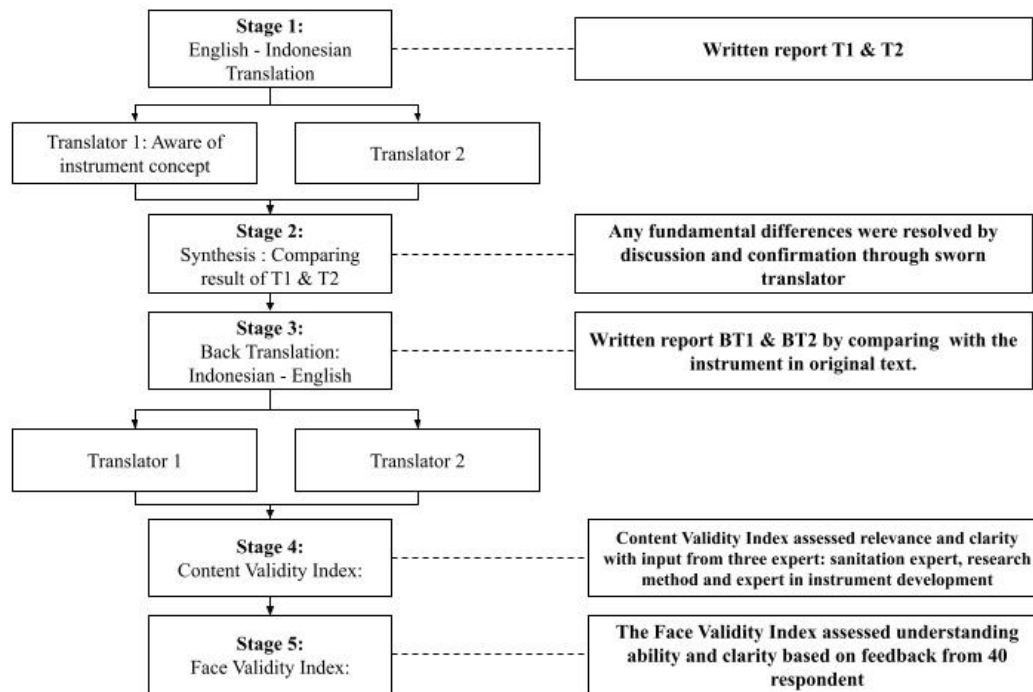 Stage 1:
English - Indonesian
Translation
Written report T1 & T2
Translator 1: Aware of
instrument concept
Translator 2
Stage 2:
Synthesis : Comparing
result of T1 & T2
Any fundamental differences were resolved by
discussion and confirmation through sworn
translator
Stage 3:
Back Translation:
Indonesian - English
Written report BT1 & BT2 by comparing with the
instrument in original text.
Translator 1
Translator 2
Stage 4:
Content Validity Index:
Content Validity Index assessed relevance and clarity
with input from three expert: sanitation expert, research
method and expert in instrument development
Stage 5:
Face Validity Index:
The Face Validity Index assessed understanding
ability and clarity based on feedback from 40
respondent